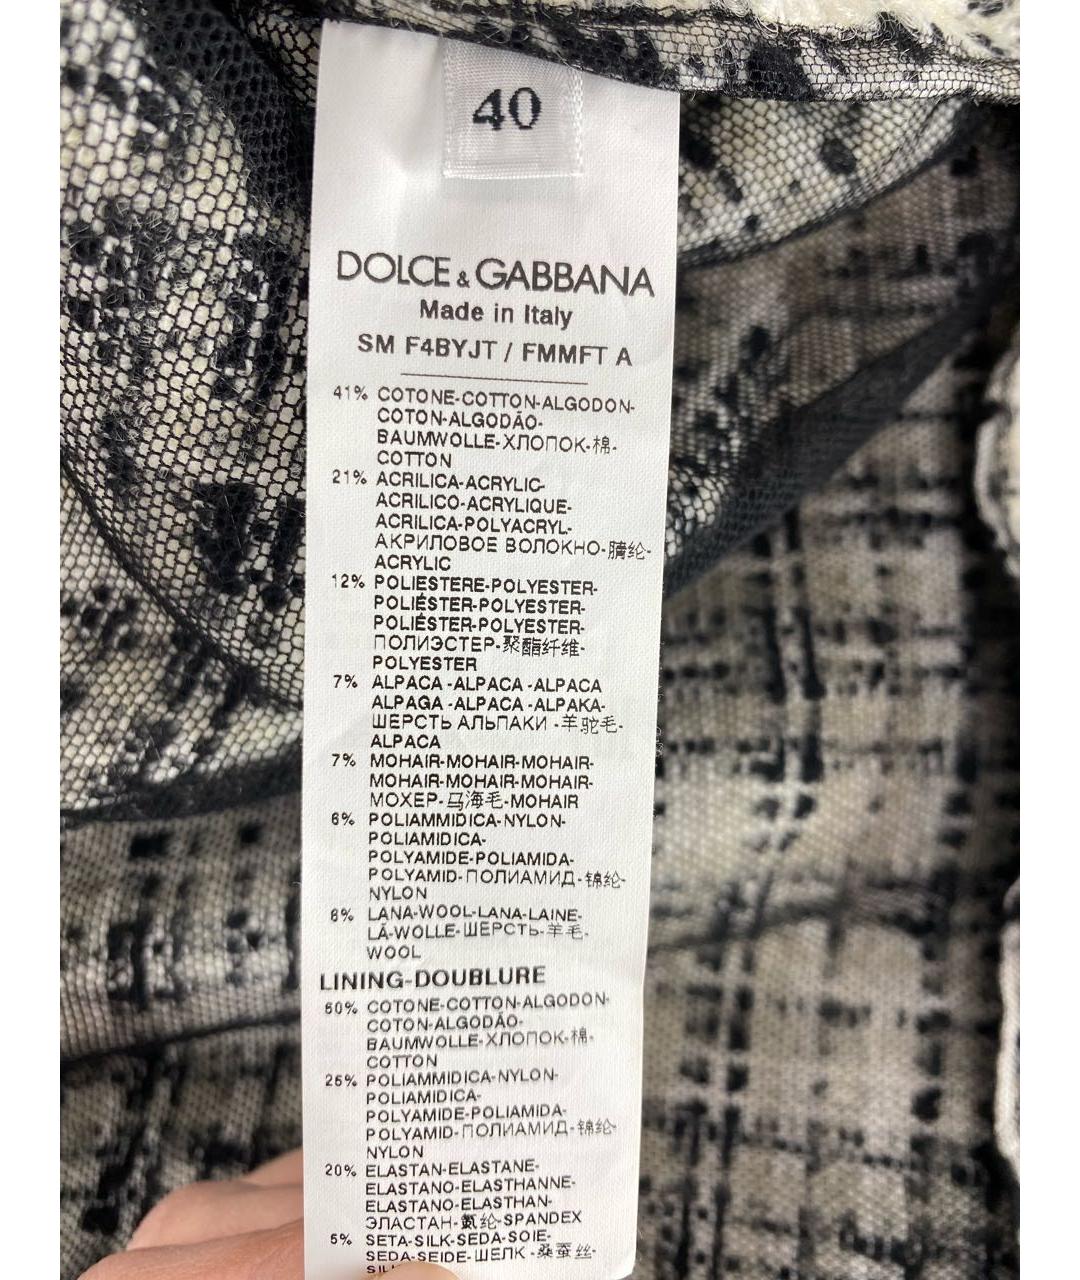 40
DOLCE & GABBANA
Made in Italy
SM F4BYJT / FMMFT A
41% COTONE-COTTON-ALGODON-
COTON-ALGODÃO-
BAUMWOLLE-ХЛОПОК-棉-
COTTON
21% ACRILICA-ACRYLIC-
ACRILICO-ACRYLIQUE-
ACRILICA-POLYACRYL-
АКРИЛОВОЕ ВОЛОКНО-腈纶-
ACRYLIC
12% POLIESTERE-POLYESTER-
POLIÉSTER-POLYESTER-
POLIÉSTER-POLYESTER-
ПОЛИЭСТЕР-聚酯纤维-
POLYESTER
7% ALPACA -ALPACA -ALPACA
ALPAGA -ALPACA -ALPAKA-
ШЕРСТЬ АЛЬПАКИ -羊驼毛-
ALPACA
7% MOHAIR-MOHAIR-MOHAIR-
MOHAIR-MOHAIR-MOHAIR-
МОХЕР-马海毛-MOHAIR
6% POLIAMMIDICA-NYLON-
POLIAMIDICA-
POLYAMIDE-POLIAMIDA-
POLYAMID-ПОЛИАМИД-锦纶-
NYLON
6% LANA-WOOL-LANA-LAINE-
LÃ-WOLLE-ШЕРСТЬ-羊毛-
WOOL
LINING-DOUBLURE
50% COTONE-COTTON-ALGODON-
COTON-ALGODÃO-
BAUMWOLLE-ХЛОПОК-棉-
COTTON
25% POLIAMMIDICA-NYLON-
POLIAMIDICA-
POLYAMIDE-POLIAMIDA-
POLYAMID-ПОЛИАМИД-锦纶-
NYLON
20% ELASTAN-ELASTANE-
ELASTANO-ELASTHANNE-
ELASTANO-ELASTHAN-
ЭЛАСТАН-氨纶-SPANDEX
5% SETA-SILK-SEDA-SOIE-
SEDA-SEIDE-ШЕЛК -桑蚕丝-